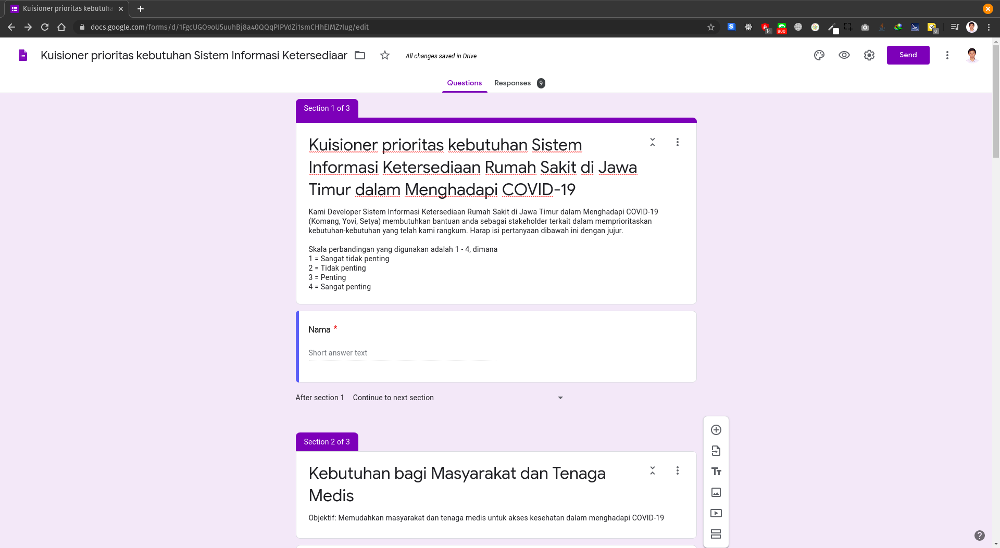 Kuisioner prioritas kebutuha
docs.google.com/forms/d/1FgcUGO9oU5uuhBj8a40QQqPIPVdZi1smCHhEIMZ7Iug/edit
S
14
800
0
Kuisioner prioritas kebutuhan Sistem Informasi Ketersediaar
All changes saved in Drive
Send
Questions
Responses 9
Section 1 of 3
Kuisioner prioritas kebutuhan Sistem
Informasi Ketersediaan Rumah Sakit di Jawa
Timur dalam Menghadapi COVID-19
Kami Developer Sistem Informasi Ketersediaan Rumah Sakit di Jawa Timur dalam Menghadapi COVID-19
(Komang, Yovi, Setya) membutuhkan bantuan anda sebagai stakeholder terkait dalam memprioritaskan
kebutuhan-kebutuhan yang telah kami rangkum. Harap isi pertanyaan dibawah ini dengan jujur.
Skala perbandingan yang digunakan adalah 1 - 4, dimana
1 = Sangat tidak penting
2 = Tidak penting
3 = Penting
4 = Sangat penting
Nama *
Short answer text
After section 1 Continue to next section
Section 2 of 3
Kebutuhan bagi Masyarakat dan Tenaga
Medis
Objektif: Memudahkan masyarakat dan tenaga medis untuk akses kesehatan dalam menghadapi COVID-19